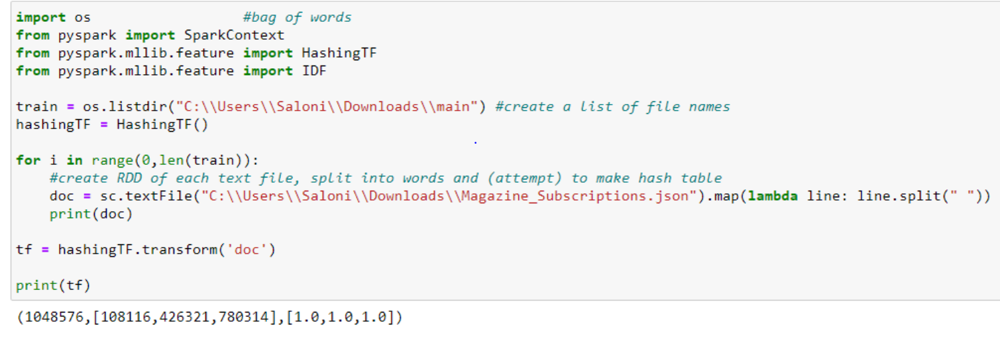 import os                  #bag of words
from pyspark import SparkContext
from pyspark.mllib.feature import HashingTF
from pyspark.mllib.feature import IDF

train = os.listdir("C:\\Users\\Saloni\\Downloads\\main") #create a list of file names
hashingTF = HashingTF()

for i in range(0,len(train)):
    #create RDD of each text file, split into words and (attempt) to make hash table
    doc = sc.textFile("C:\\Users\\Saloni\\Downloads\\Magazine_Subscriptions.json").map(lambda line: line.split(" "))
    print(doc)

tf = hashingTF.transform('doc')

print(tf)
(1048576,[108116,426321,780314],[1.0,1.0,1.0])